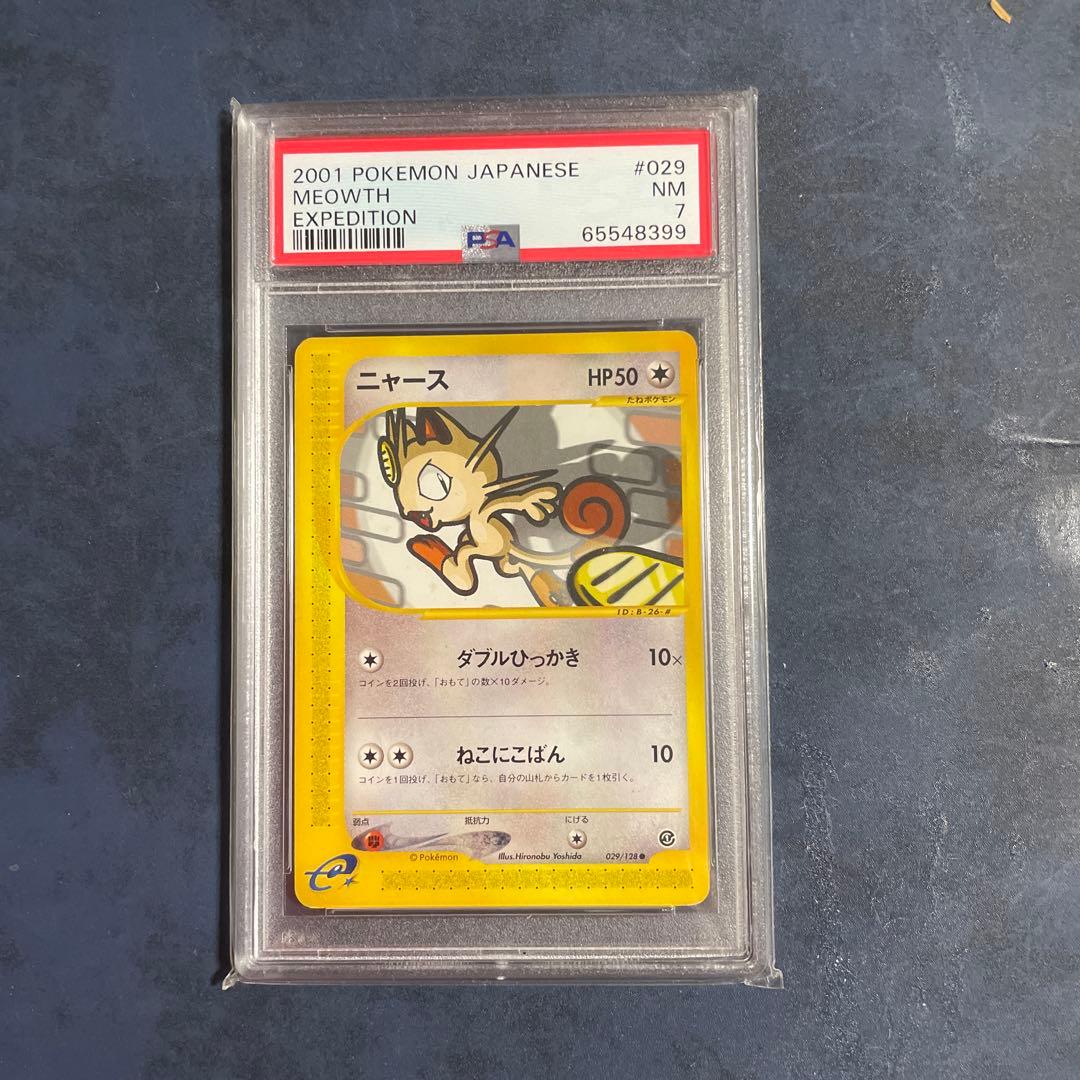 2001 POKEMON JAPANESE #029
MEOWTH NM
EXPEDITION 7
PSA 65548399
ニャース HP50
たねポケモン
ID:B-26-#
ダブルひっかき 10×
コインを2回投げ、「おもて」の数×10ダメージ。
ねこにこばん 10
コインを1回投げ、「おもて」なら、自分の山札からカードを1枚引く。
弱点 抵抗力 にげる
©Pokémon Illus.Hironobu Yoshida 029/128●
e